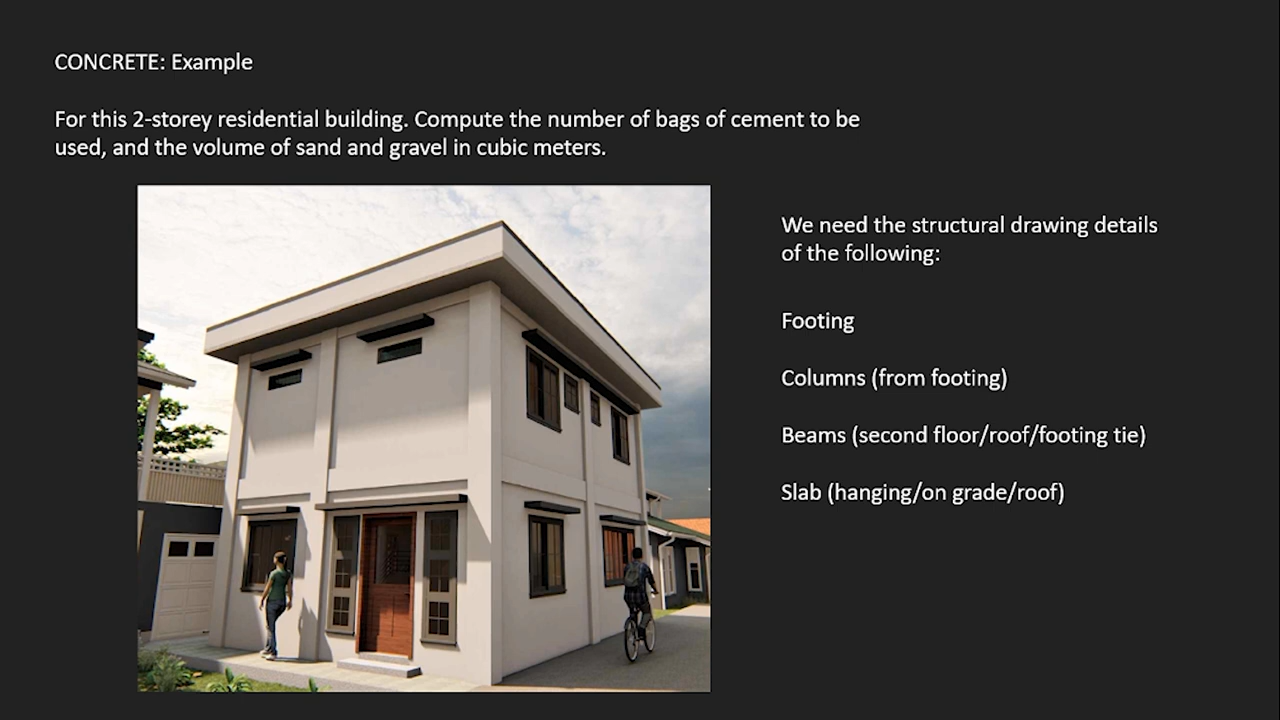 CONCRETE: Example
For this 2-storey residential building. Compute the number of bags of cement to be
used, and the volume of sand and gravel in cubic meters.
We need the structural drawing details
of the following:
Footing
Columns (from footing)
Beams (second floor/roof/footing tie)
Slab (hanging/on grade/roof)